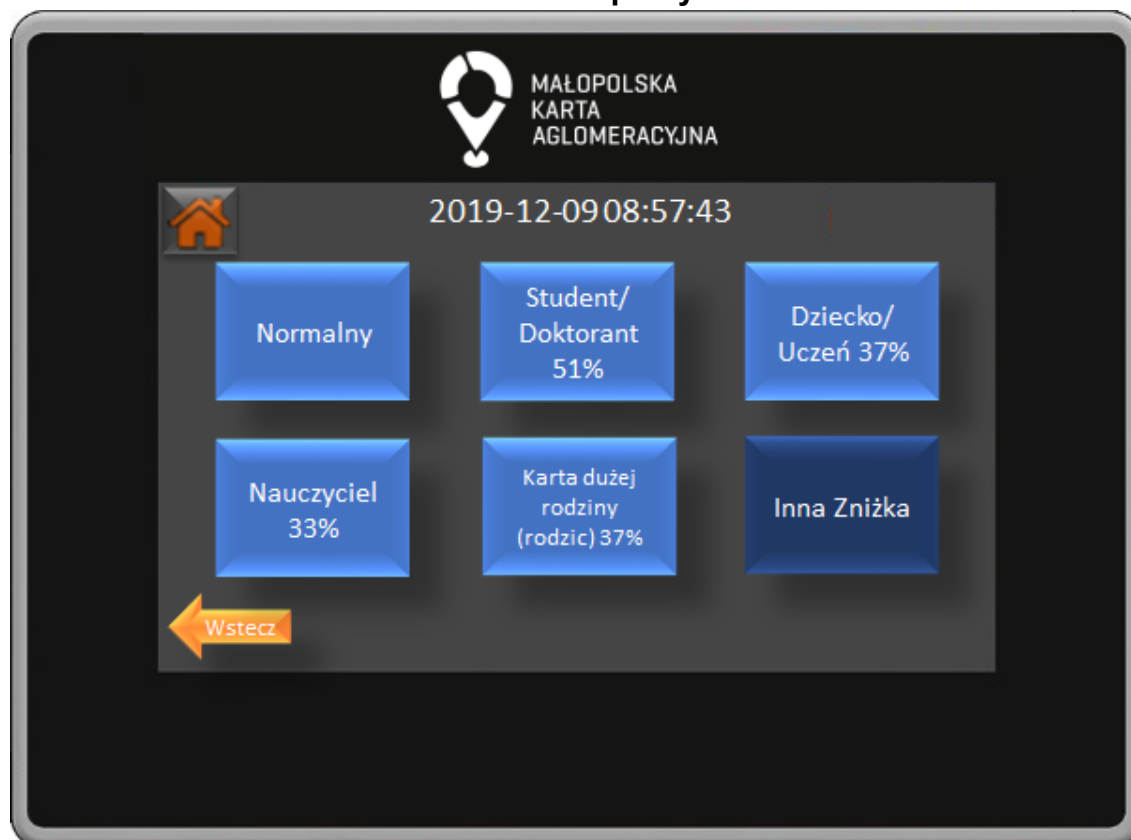 MAŁOPOLSKA
KARTA
AGLOMERACYJNA
2019-12-09 08:57:43
Normalny
Student/
Doktorant
51%
Dziecko/
Uczeń 37%
Nauczyciel
33%
Karta dużej
rodziny
(rodzic) 37%
Inna Zniżka
Wstecz